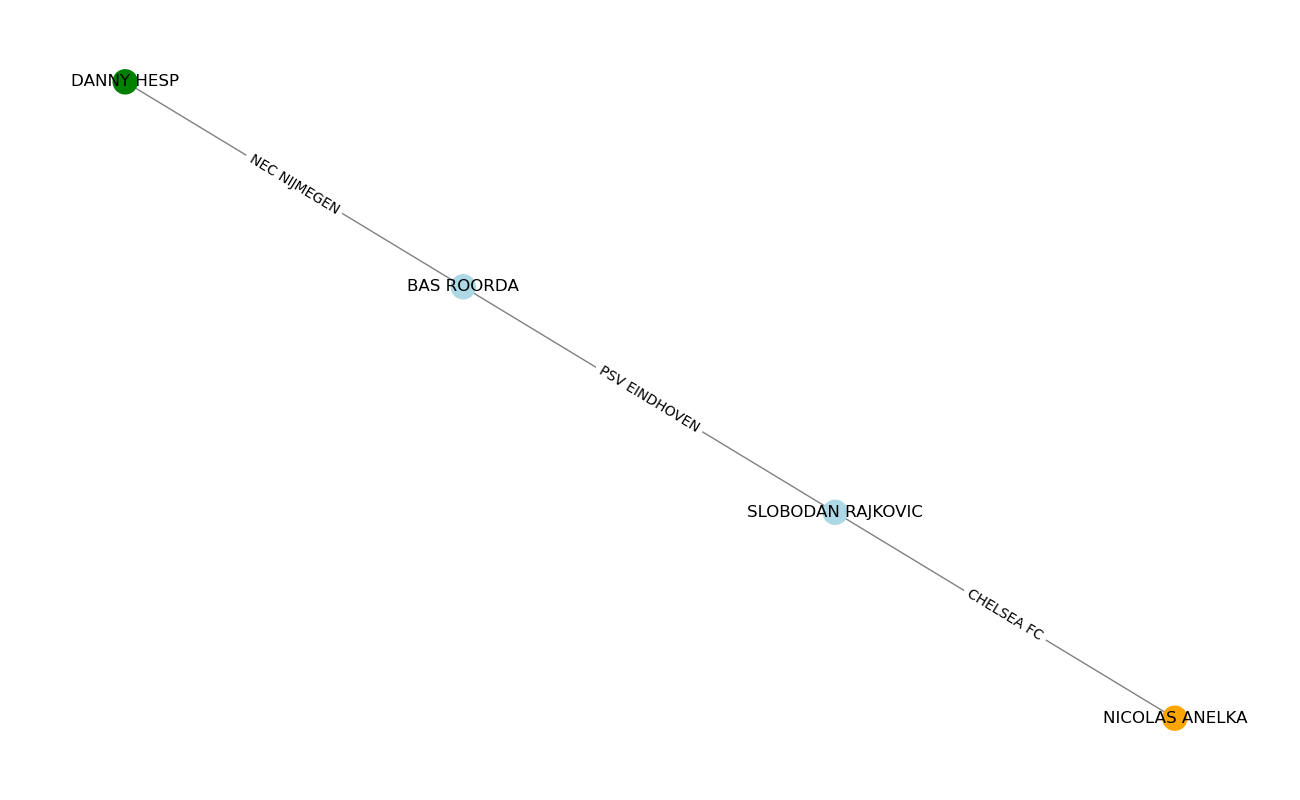 DANNY HESP
NEC NIJMEGEN
BAS ROORDA
PSV EINDHOVEN
SLOBODAN RAJKOVIC
CHELSEA FC
NICOLAS ANELKA